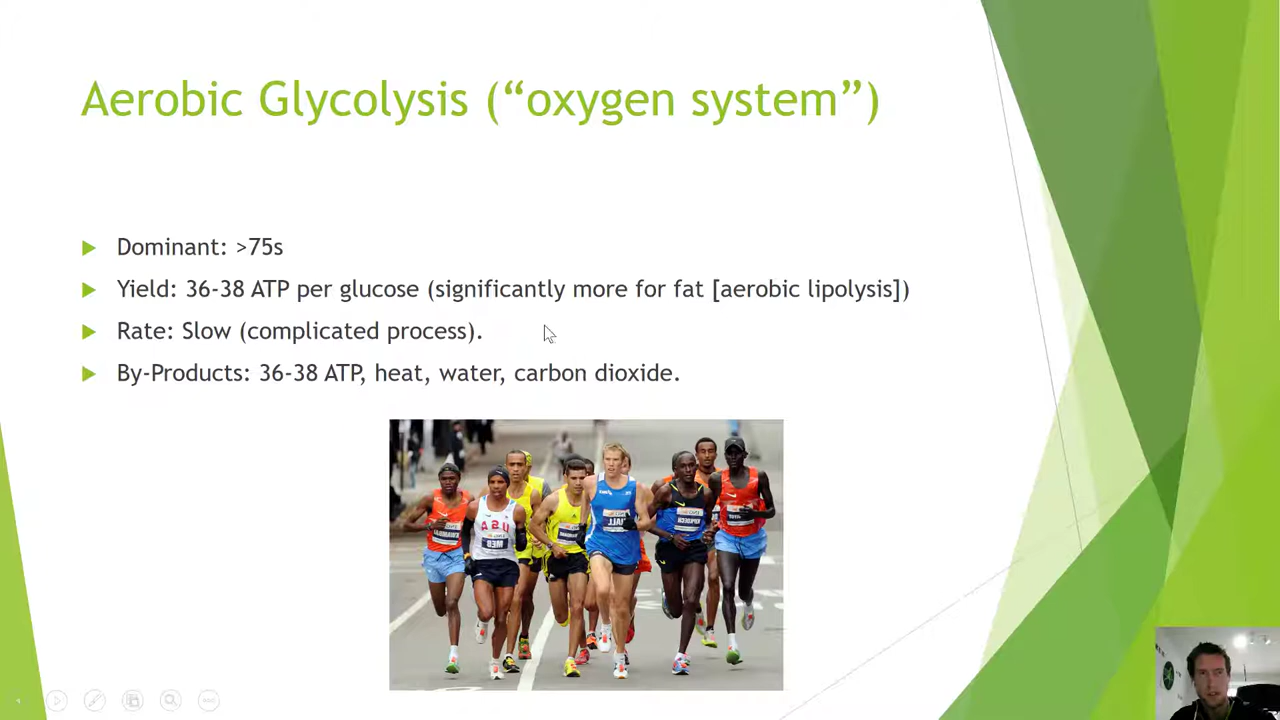 Aerobic Glycolysis (“oxygen system”)
Dominant: >75s
Yield: 36-38 ATP per glucose (significantly more for fat [aerobic lipolysis])
Rate: Slow (complicated process).
By-Products: 36-38 ATP, heat, water, carbon dioxide.